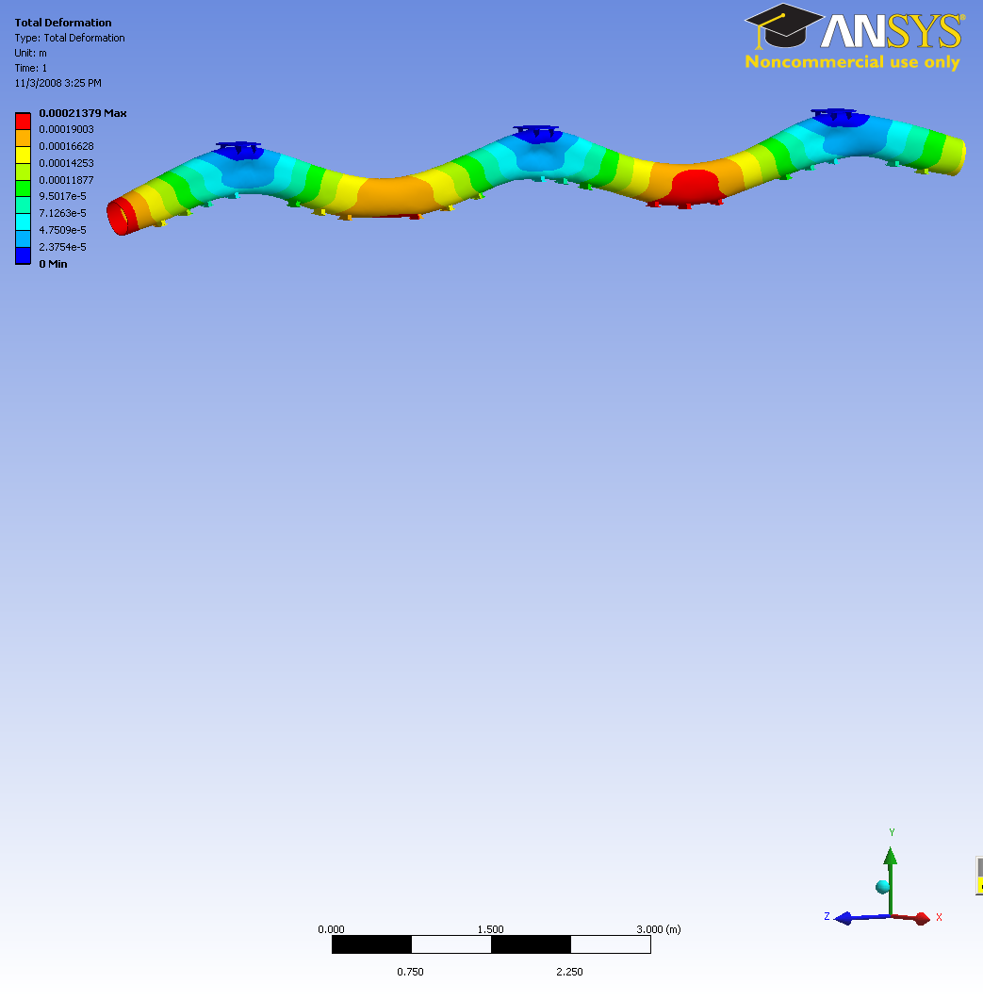 Total Deformation
Type: Total Deformation
Unit: m
Time: 1
11/3/2008 3:25 PM
ANSYS®
Noncommercial use only
0.00021379 Max
0.00019003
0.00016628
0.00014253
0.00011877
9.5017e-5
7.1263e-5
4.7509e-5
2.3754e-5
0 Min
Y
Z
X
0.000 1.500 3.000 (m)
0.750 2.250